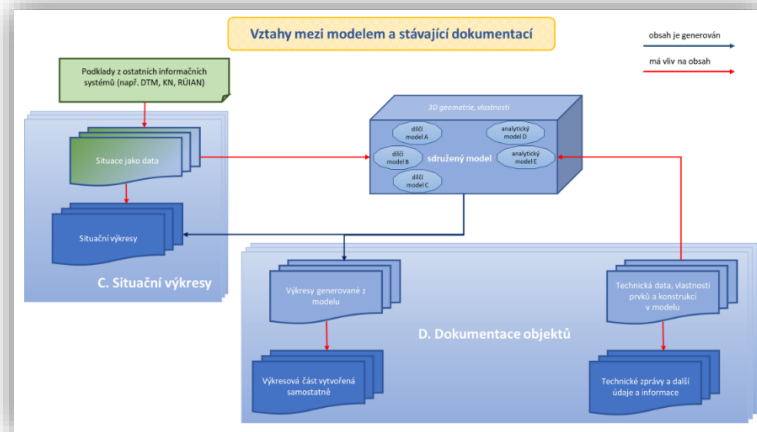 Vztahy mezi modelem a stávající dokumentací
obsah je generován
má vliv na obsah
Podklady z ostatních informačních
systémů (např. DTM, KN, RÚIAN)
3D geometrie, vlastnosti
dílčí
model A
analytický
model D
Situace jako data
dílčí
model B
sdružený model
analytický
model E
dílčí
model C
Situační výkresy
C. Situační výkresy
Výkresy generované z
modelu
Technická data, vlastnosti
prvků a konstrukcí
v modelu
D. Dokumentace objektů
Výkresová část vytvořená
samostatně
Technické zprávy a další
údaje a informace